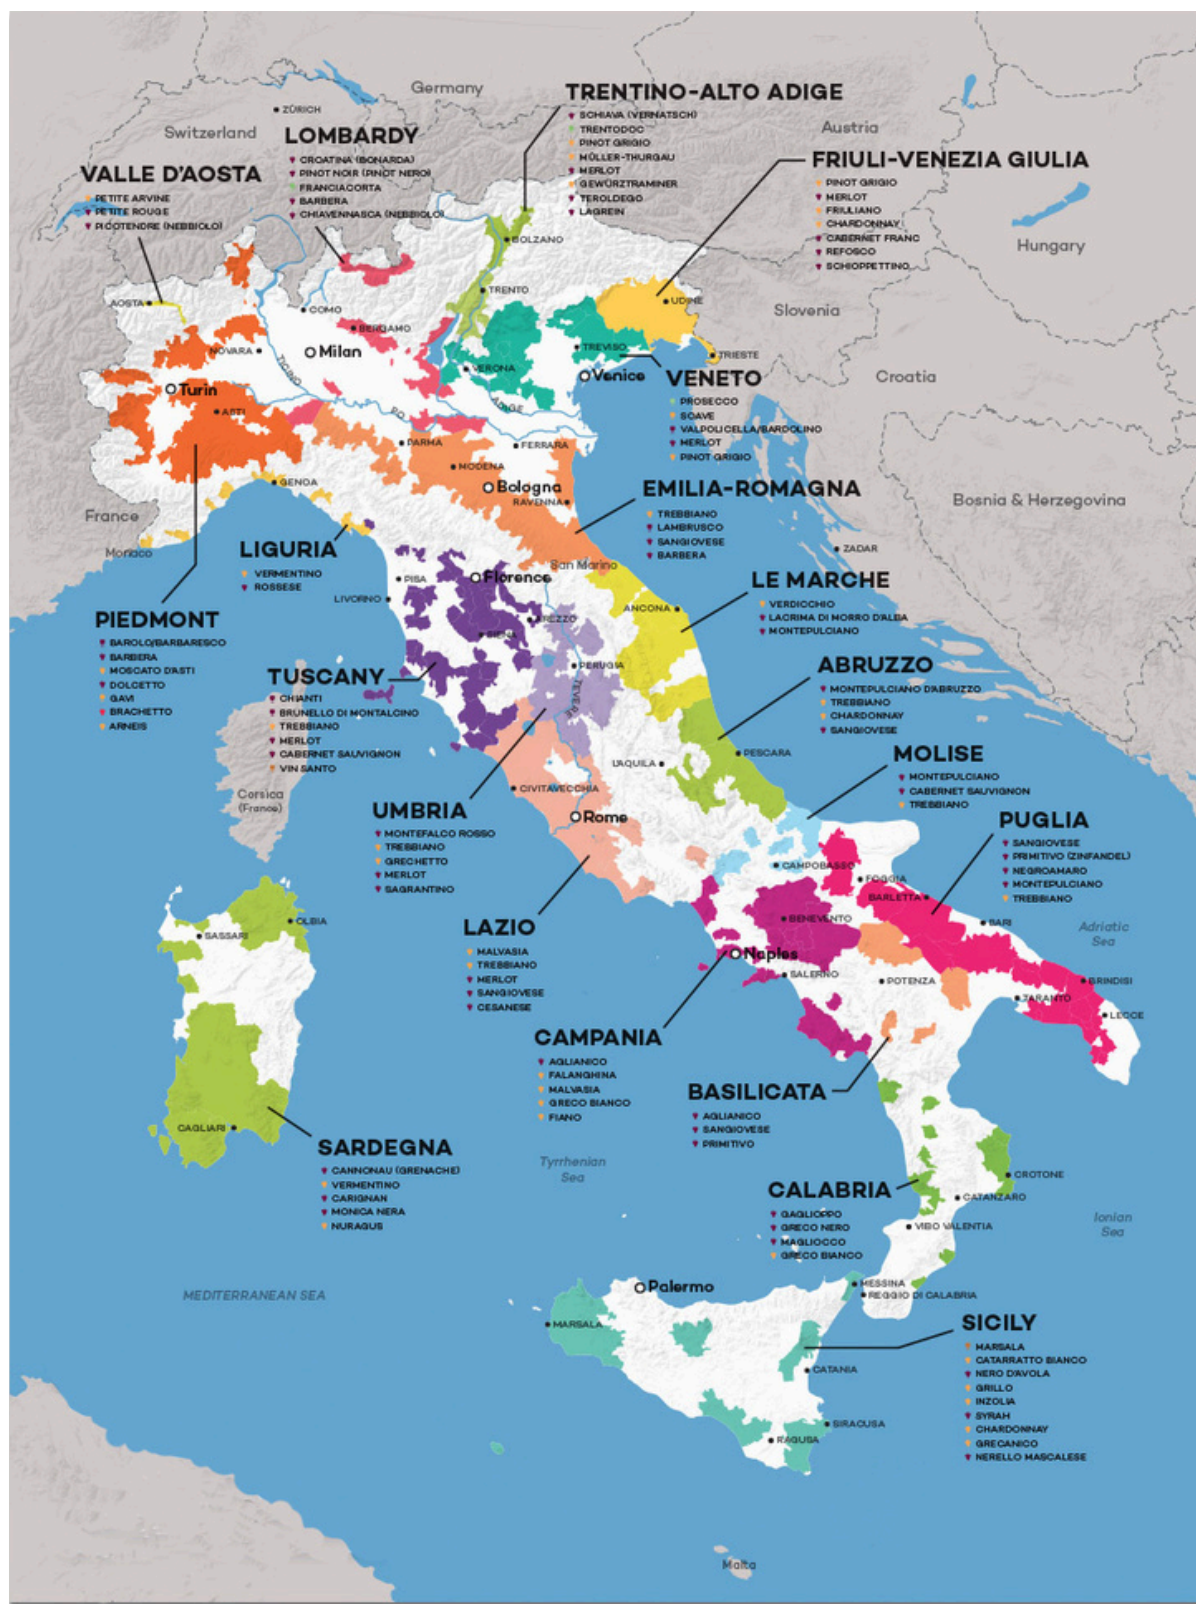 Germany
ZÜRICH
Switzerland
Austria
Hungary
Slovenia
Croatia
Bosnia & Herzegovina
France
Monaco
San Marino
Corsica
(France)
Malta
TRENTINO-ALTO ADIGE
SCHIAVA (VERNATSCH)
TRENTODOC
PINOT GRIGIO
MÜLLER-THURGAU
MERLOT
GEWÜRZTRAMINER
TEROLDEGO
LAGREIN
LOMBARDY
CROATINA (BONARDA)
PINOT NOIR (PINOT NERO)
FRANCIACORTA
BARBERA
CHIAVENNASCA (NEBBIOLO)
VALLE D'AOSTA
PETITE ARVINE
PETITE ROUGE
PICOTENDRE (NEBBIOLO)
FRIULI-VENEZIA GIULIA
PINOT GRIGIO
MERLOT
FRIULIANO
CHARDONNAY
CABERNET FRANC
REFOSCO
SCHIOPPETTINO
BOLZANO
TRENTO
AOSTA
COMO
BERGAMO
UDINE
NOVARA
Milan
TICINO
TREVISO
TRIESTE
VERONA
Venice
Turin
ASTI
PO
ADIGE
PARMA
FERRARA
MODENA
Bologna
RAVENNA
GENOA
VENETO
PROSECCO
SOAVE
VALPOLICELLA/BARDOLINO
MERLOT
PINOT GRIGIO
EMILIA-ROMAGNA
TREBBIANO
LAMBRUSCO
SANGIOVESE
BARBERA
ZADAR
LIGURIA
VERMENTINO
ROSSESE
PISA
Florence
LIVORNO
AREZZO
SIENA
ANCONA
PERUGIA
TEVERE
LE MARCHE
VERDICCHIO
LACRIMA DI MORRO D'ALBA
MONTEPULCIANO
PIEDMONT
BAROLO/BARBARESCO
BARBERA
MOSCATO D'ASTI
DOLCETTO
GAVI
BRACHETTO
ARNEIS
TUSCANY
CHIANTI
BRUNELLO DI MONTALCINO
TREBBIANO
MERLOT
CABERNET SAUVIGNON
VIN SANTO
ABRUZZO
MONTEPULCIANO D'ABRUZZO
TREBBIANO
CHARDONNAY
SANGIOVESE
PESCARA
L'AQUILA
CIVITAVECCHIA
Rome
MOLISE
MONTEPULCIANO
CABERNET SAUVIGNON
TREBBIANO
UMBRIA
MONTEFALCO ROSSO
TREBBIANO
GRECHETTO
MERLOT
SAGRANTINO
PUGLIA
SANGIOVESE
PRIMITIVO (ZINFANDEL)
NEGROAMARO
MONTEPULCIANO
TREBBIANO
CAMPOBASSO
FOGGIA
BARLETTA
BARI
BENEVENTO
Naples
SALERNO
POTENZA
TARANTO
BRINDISI
LECCE
Adriatic
Sea
OLBIA
SASSARI
CAGLIARI
LAZIO
MALVASIA
TREBBIANO
MERLOT
SANGIOVESE
CESANESE
CAMPANIA
AGLIANICO
FALANGHINA
MALVASIA
GRECO BIANCO
FIANO
BASILICATA
AGLIANICO
SANGIOVESE
PRIMITIVO
SARDEGNA
CANNONAU (GRENACHE)
VERMENTINO
CARIGNAN
MONICA NERA
NURAGUS
Tyrrhenian
Sea
CALABRIA
GAGLIOPPO
GRECO NERO
MAGLIOCCO
GRECO BIANCO
CROTONE
CATANZARO
VIBO VALENTIA
Ionian
Sea
MEDITERRANEAN SEA
Palermo
MESSINA
REGGIO DI CALABRIA
MARSALA
CATANIA
SIRACUSA
RAGUSA
SICILY
MARSALA
CATARRATTO BIANCO
NERO D'AVOLA
GRILLO
INZOLIA
SYRAH
CHARDONNAY
GRECANICO
NERELLO MASCALESE